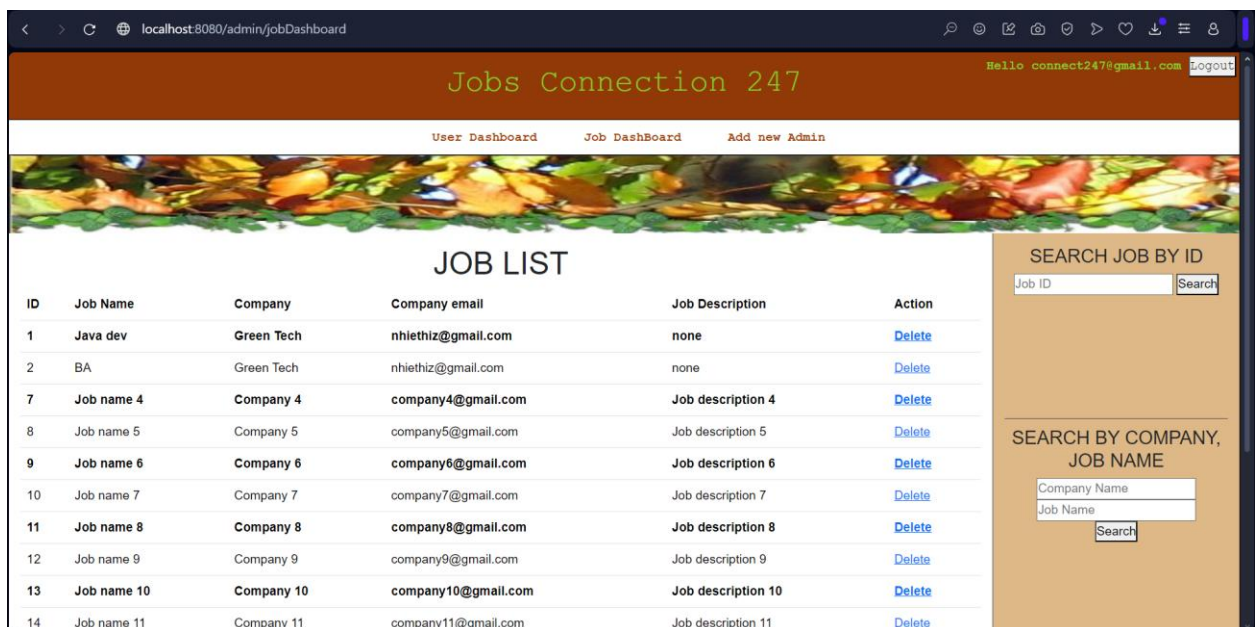 localhost:8080/admin/jobDashboard
Hello connect247@gmail.com Logout
Jobs Connection 247
User Dashboard Job DashBoard Add new Admin
JOB LIST
ID Job Name Company Company email Job Description Action
1 Java dev Green Tech nhiethiz@gmail.com none Delete
2 BA Green Tech nhiethiz@gmail.com none Delete
7 Job name 4 Company 4 company4@gmail.com Job description 4 Delete
8 Job name 5 Company 5 company5@gmail.com Job description 5 Delete
9 Job name 6 Company 6 company6@gmail.com Job description 6 Delete
10 Job name 7 Company 7 company7@gmail.com Job description 7 Delete
11 Job name 8 Company 8 company8@gmail.com Job description 8 Delete
12 Job name 9 Company 9 company9@gmail.com Job description 9 Delete
13 Job name 10 Company 10 company10@gmail.com Job description 10 Delete
14 Job name 11 Company 11 company11@gmail.com Job description 11 Delete
SEARCH JOB BY ID
Job ID Search
SEARCH BY COMPANY,
JOB NAME
Company Name
Job Name
Search